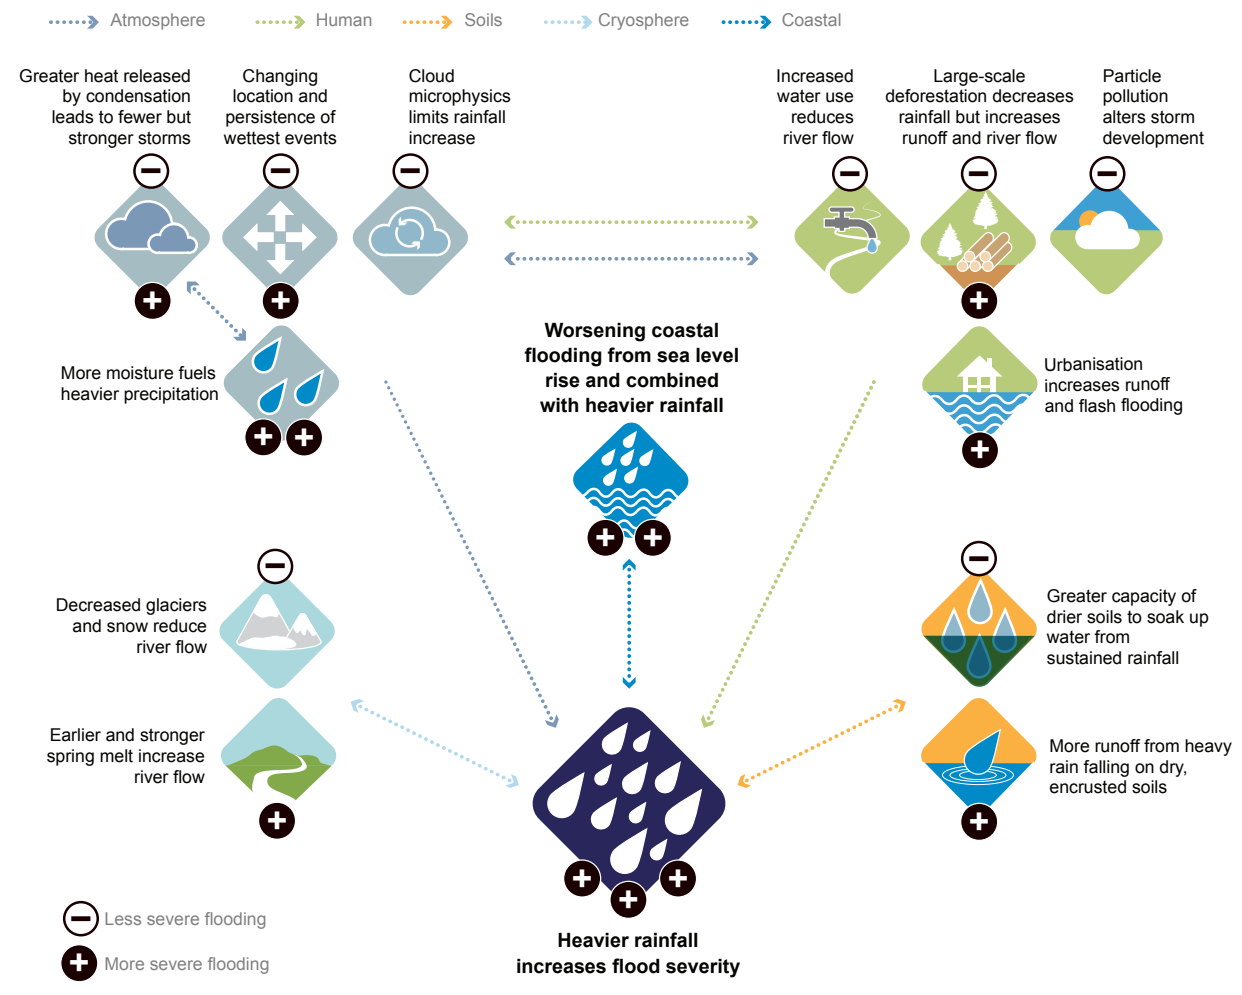 Atmosphere
Human
Soils
Cryosphere
Coastal
Greater heat released
by condensation
leads to fewer but
stronger storms
Changing
location and
persistence of
wettest events
Cloud
microphysics
limits rainfall
increase
Increased
water use
reduces
river flow
Large-scale
deforestation decreases
rainfall but increases
runoff and river flow
Particle
pollution
alters storm
development
More moisture fuels
heavier precipitation
Worsening coastal
flooding from sea level
rise and combined
with heavier rainfall
Urbanisation
increases runoff
and flash flooding
Decreased glaciers
and snow reduce
river flow
Greater capacity of
drier soils to soak up
water from
sustained rainfall
Earlier and stronger
spring melt increase
river flow
More runoff from heavy
rain falling on dry,
encrusted soils
Less severe flooding
More severe flooding
Heavier rainfall
increases flood severity